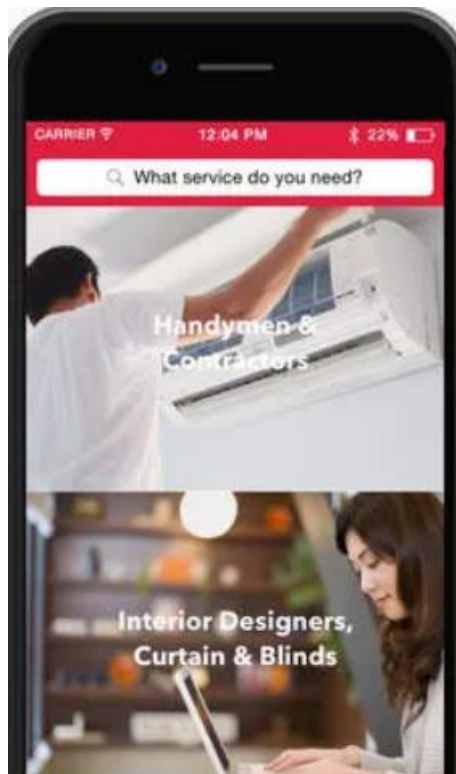 CARRIER 12:04 PM 22%
What service do you need?
Handymen &
Contractors
Interior Designers,
Curtain & Blinds